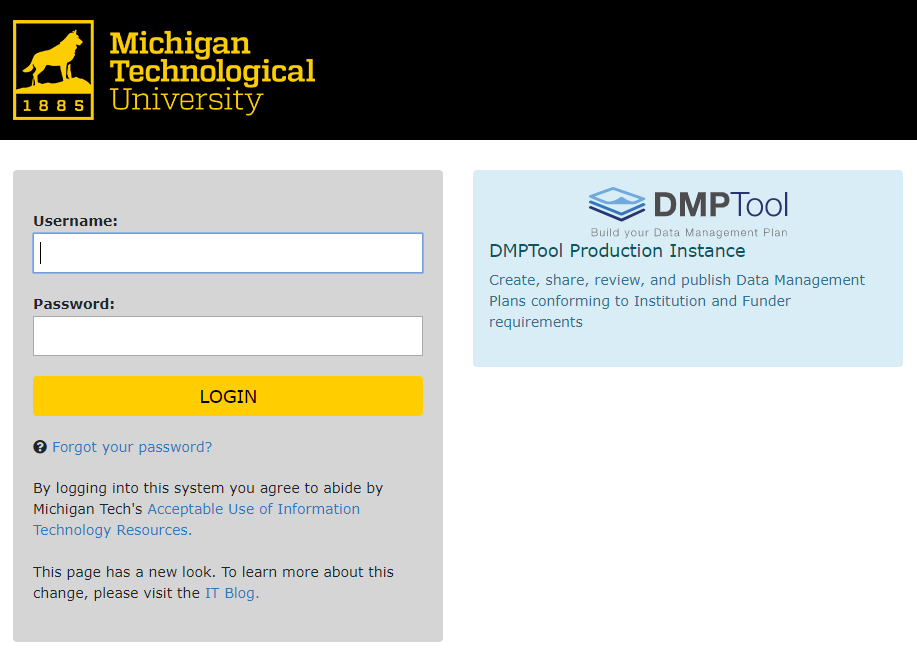 Michigan
Technological
University
1885
Username:
Password:
LOGIN
Forgot your password?
By logging into this system you agree to abide by
Michigan Tech's Acceptable Use of Information
Technology Resources.
This page has a new look. To learn more about this
change, please visit the IT Blog.
DMPTool
Build your Data Management Plan
DMPTool Production Instance
Create, share, review, and publish Data Management
Plans conforming to Institution and Funder
requirements